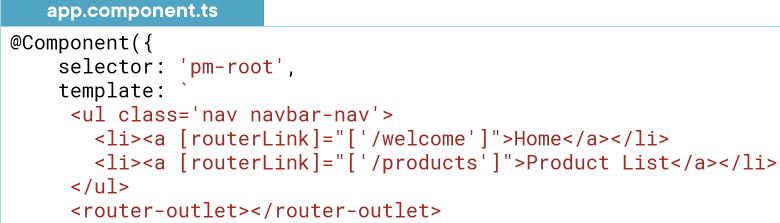 app.component.ts
@Component({
    selector: 'pm-root',
    template: `
     <ul class='nav navbar-nav'>
       <li><a [routerLink]="['/welcome']">Home</a></li>
       <li><a [routerLink]="['/products']">Product List</a></li>
     </ul>
     <router-outlet></router-outlet>